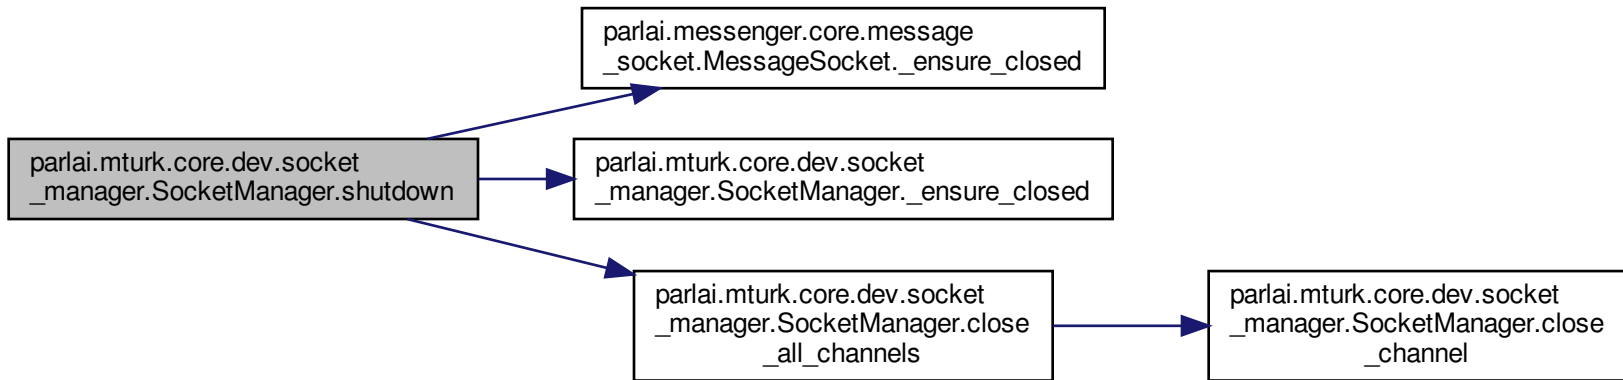 parlai.messenger.core.message
_socket.MessageSocket._ensure_closed
parlai.mturk.core.dev.socket
_manager.SocketManager.shutdown
parlai.mturk.core.dev.socket
_manager.SocketManager._ensure_closed
parlai.mturk.core.dev.socket
_manager.SocketManager.close
_all_channels
parlai.mturk.core.dev.socket
_manager.SocketManager.close
_channel